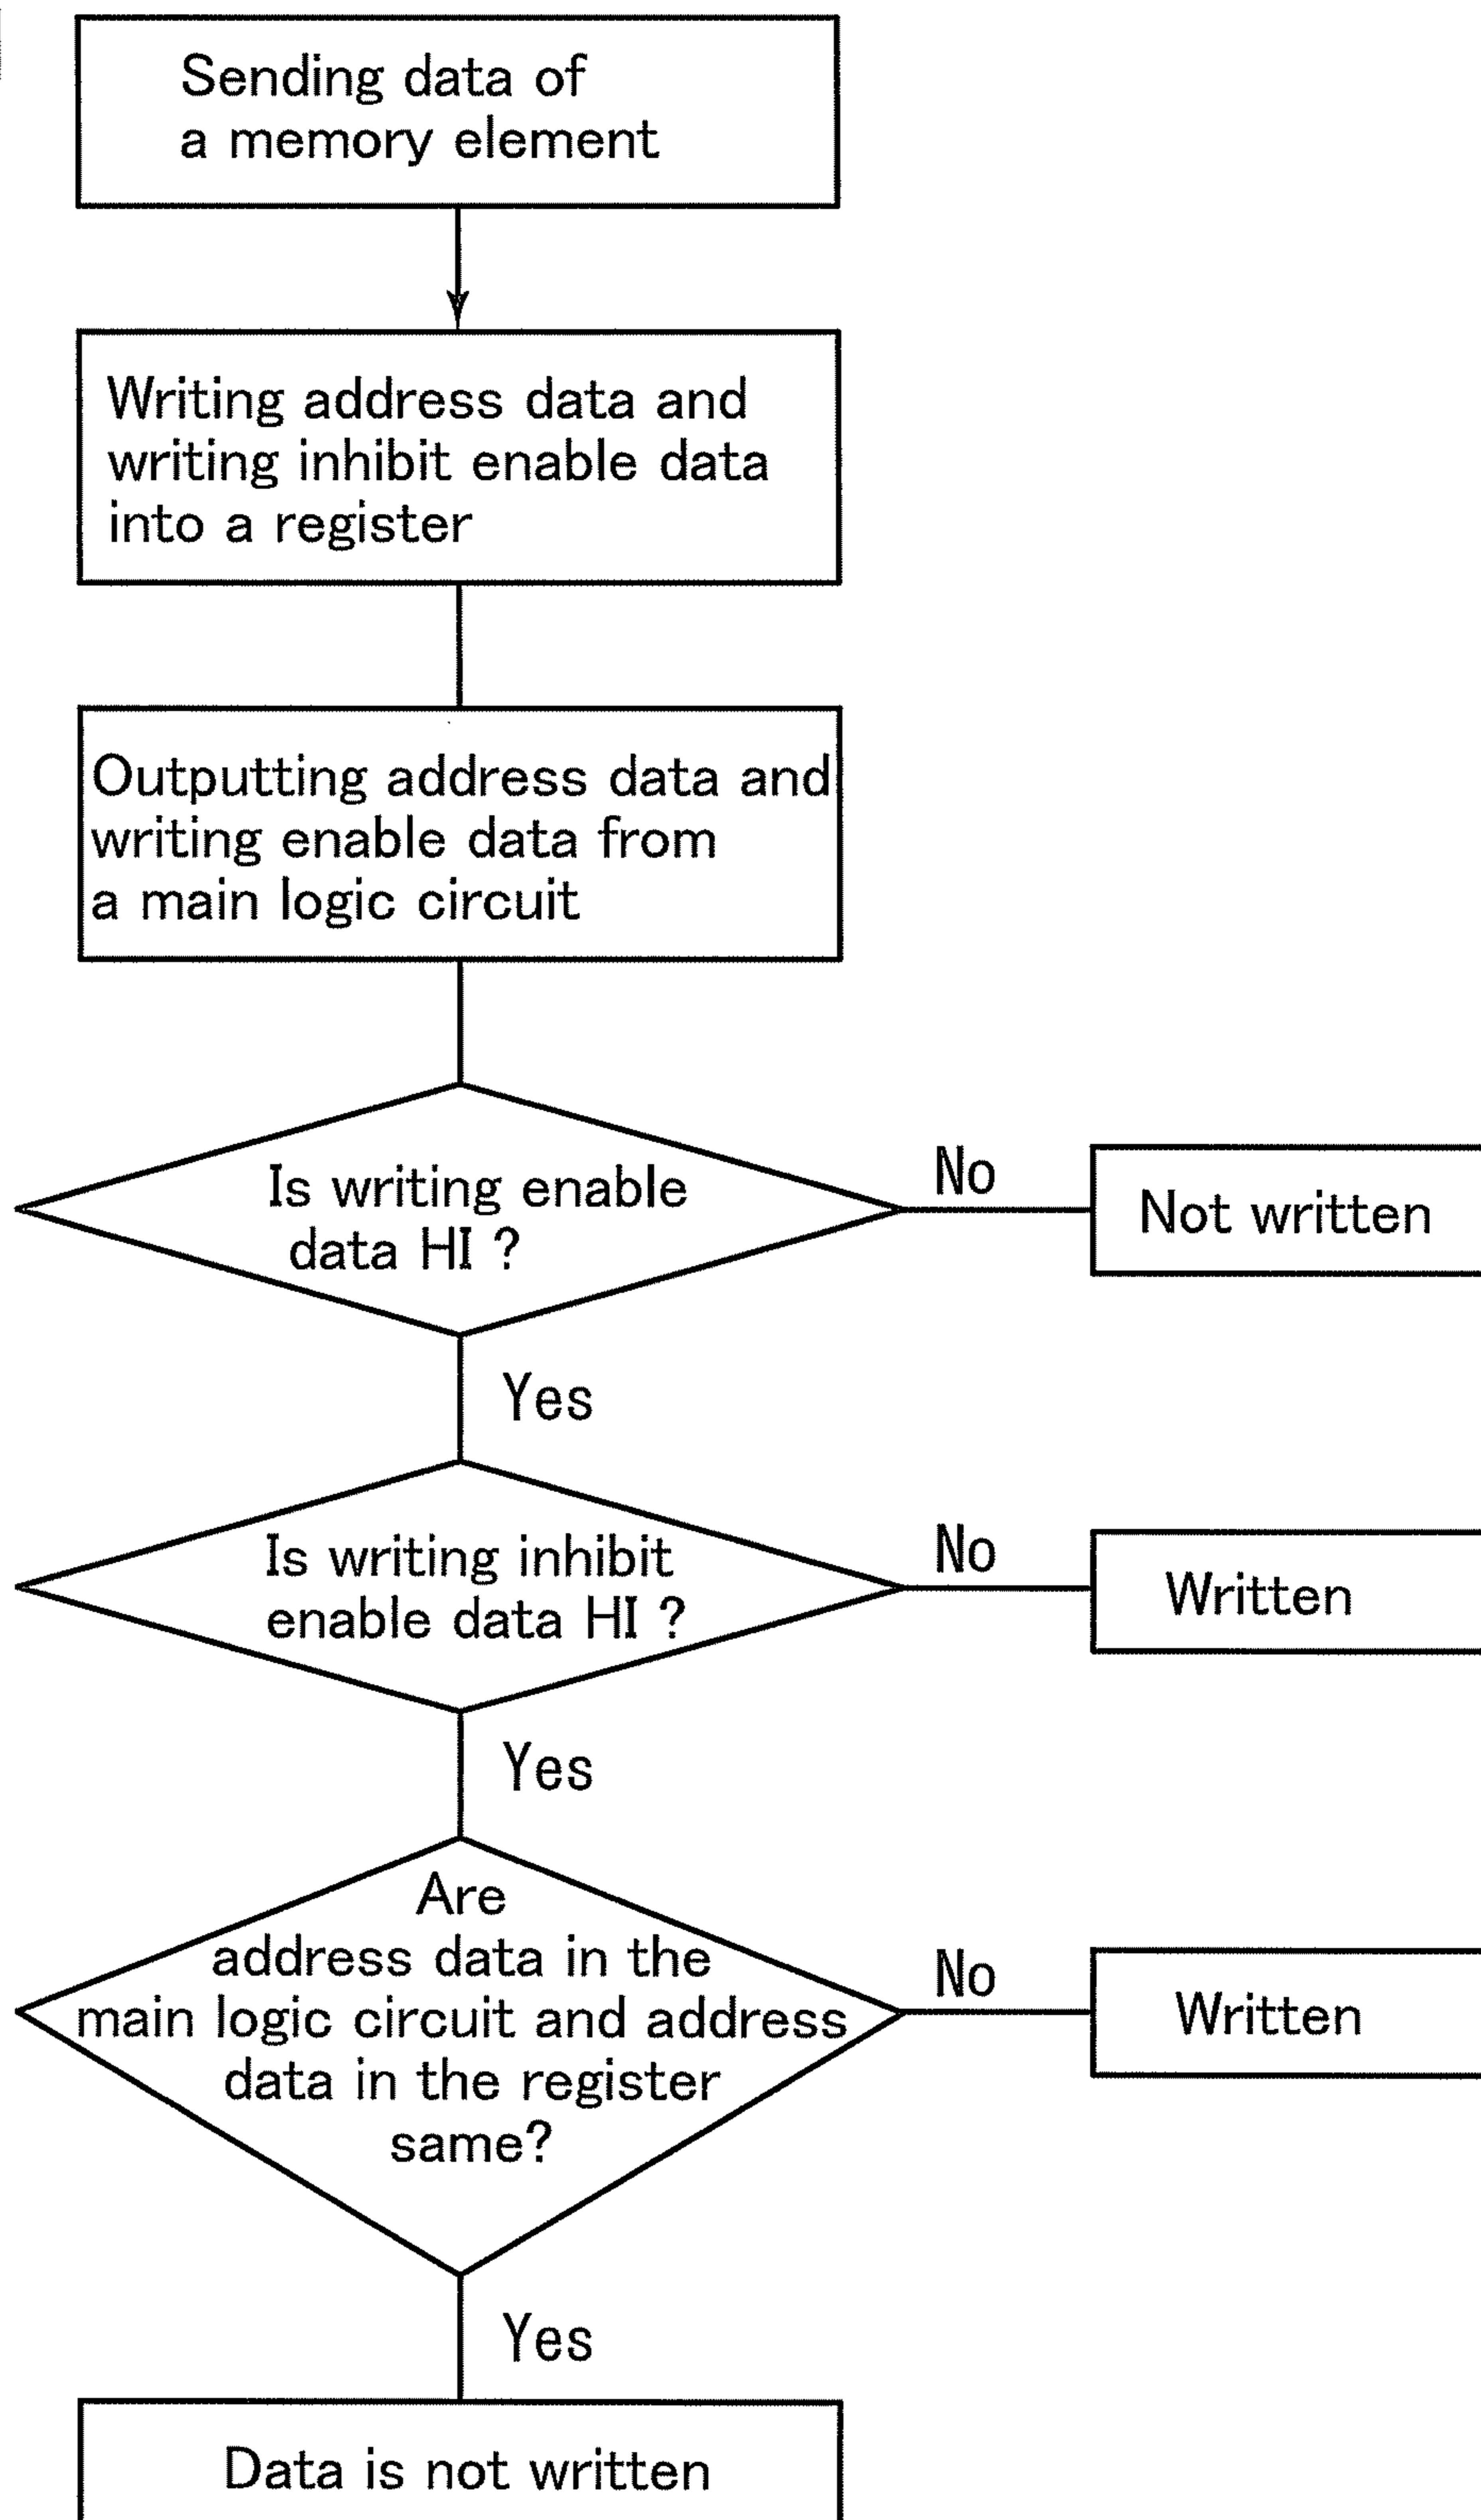 Sending data of
a memory element
Writing address data and
writing inhibit enable data
into a register
Outputting address data and
writing enable data from
a main logic circuit
Is writing enable
data HI ?
No
Not written
Yes
Is writing inhibit
enable data HI ?
No
Written
Yes
Are
address data in the
main logic circuit and address
data in the register
same?
No
Written
Yes
Data is not written